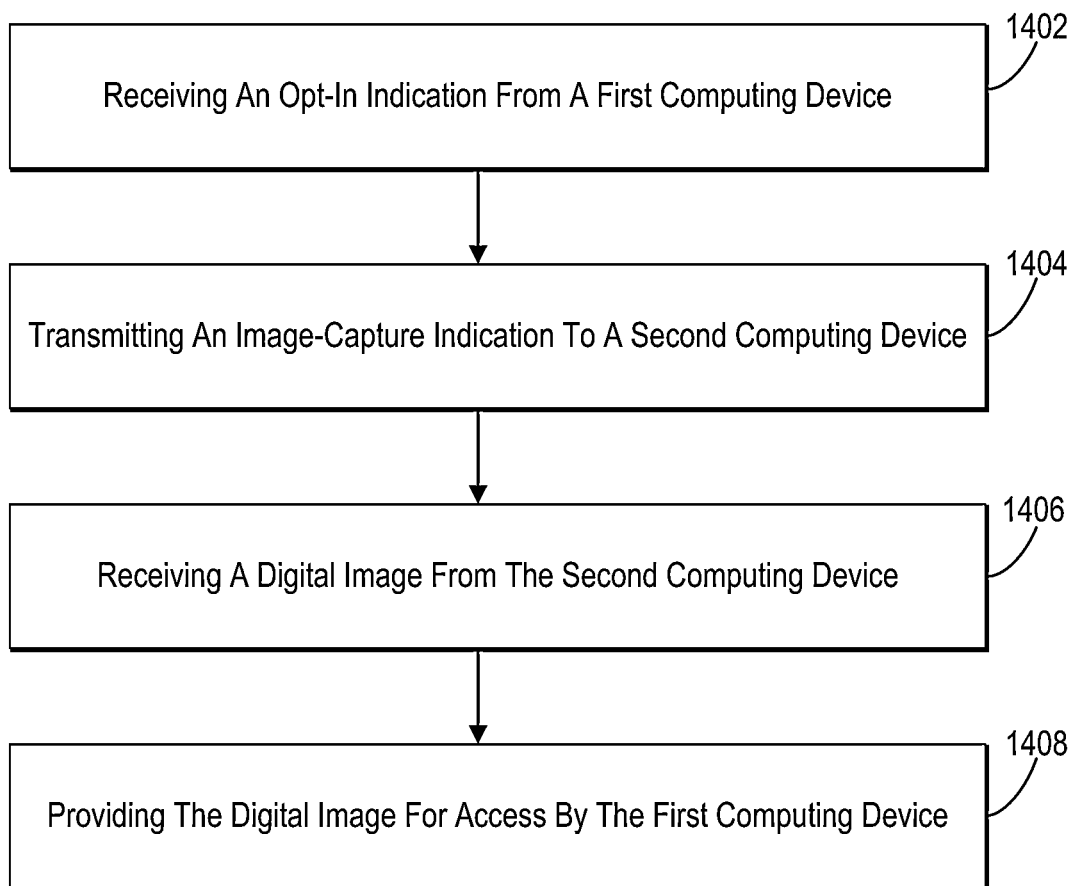 1402
Receiving An Opt-In Indication From A First Computing Device
1404
Transmitting An Image-Capture Indication To A Second Computing Device
1406
Receiving A Digital Image From The Second Computing Device
1408
Providing The Digital Image For Access By The First Computing Device